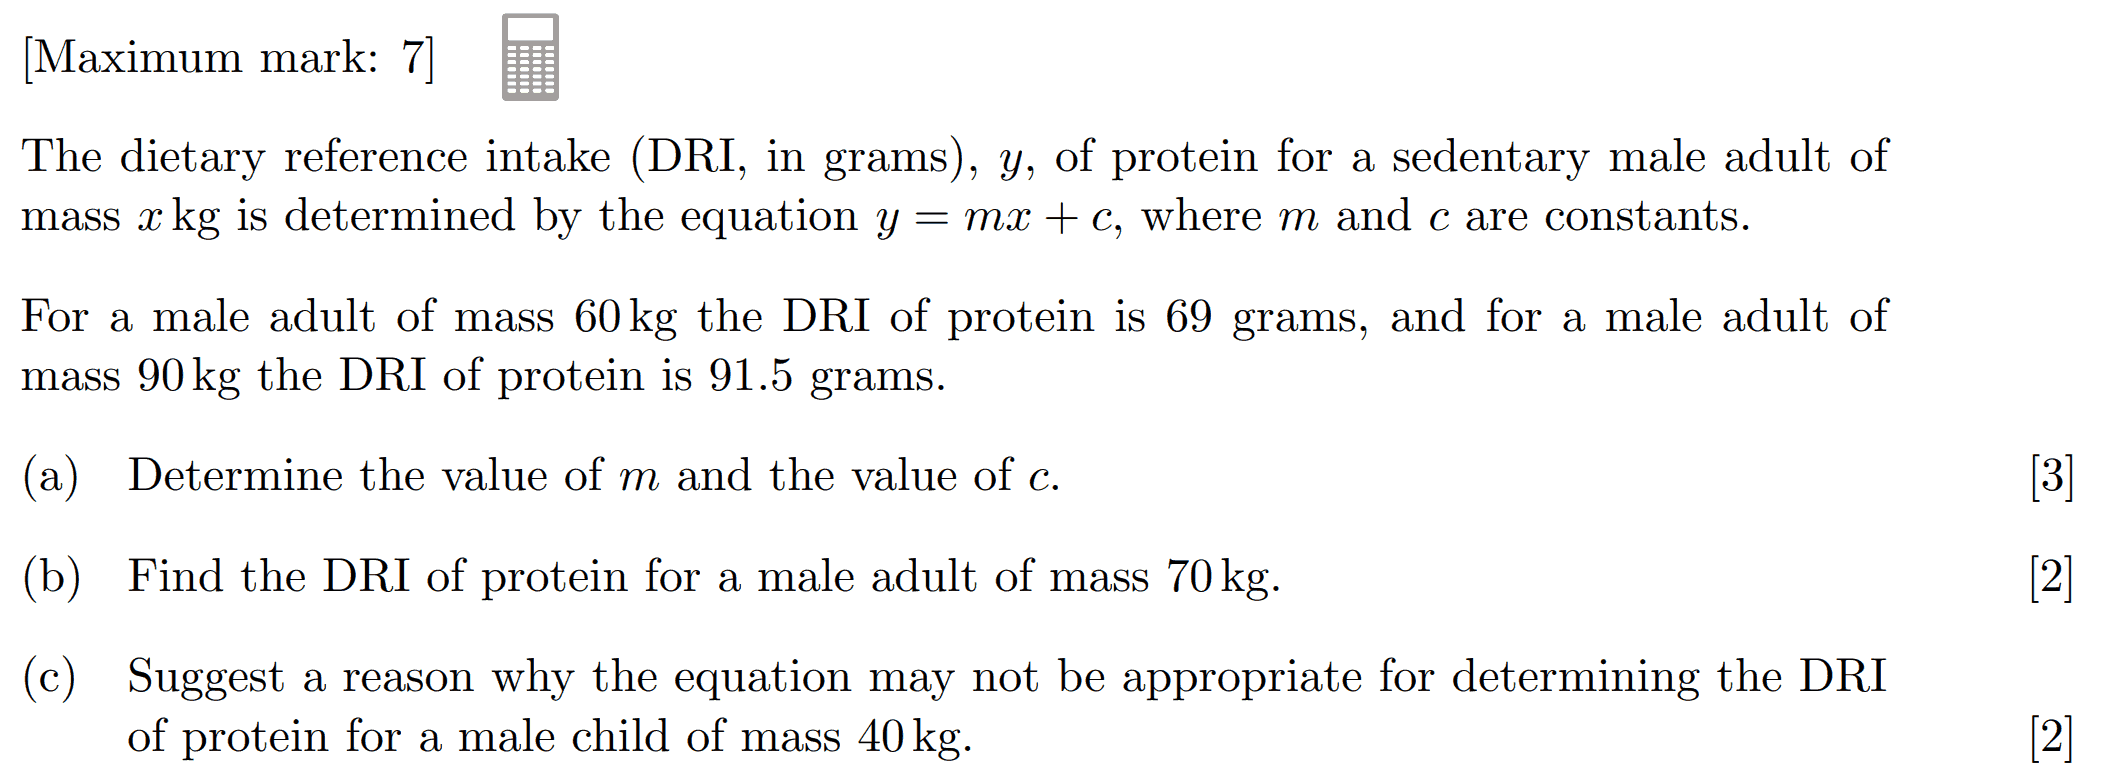 [Maximum mark: 7]
The dietary reference intake (DRI, in grams), y, of protein for a sedentary male adult of
mass x kg is determined by the equation y = mx + c, where m and c are constants.
For a male adult of mass 60 kg the DRI of protein is 69 grams, and for a male adult of
mass 90 kg the DRI of protein is 91.5 grams.
(a) Determine the value of m and the value of c. [3]
(b) Find the DRI of protein for a male adult of mass 70 kg. [2]
(c) Suggest a reason why the equation may not be appropriate for determining the DRI
of protein for a male child of mass 40 kg. [2]